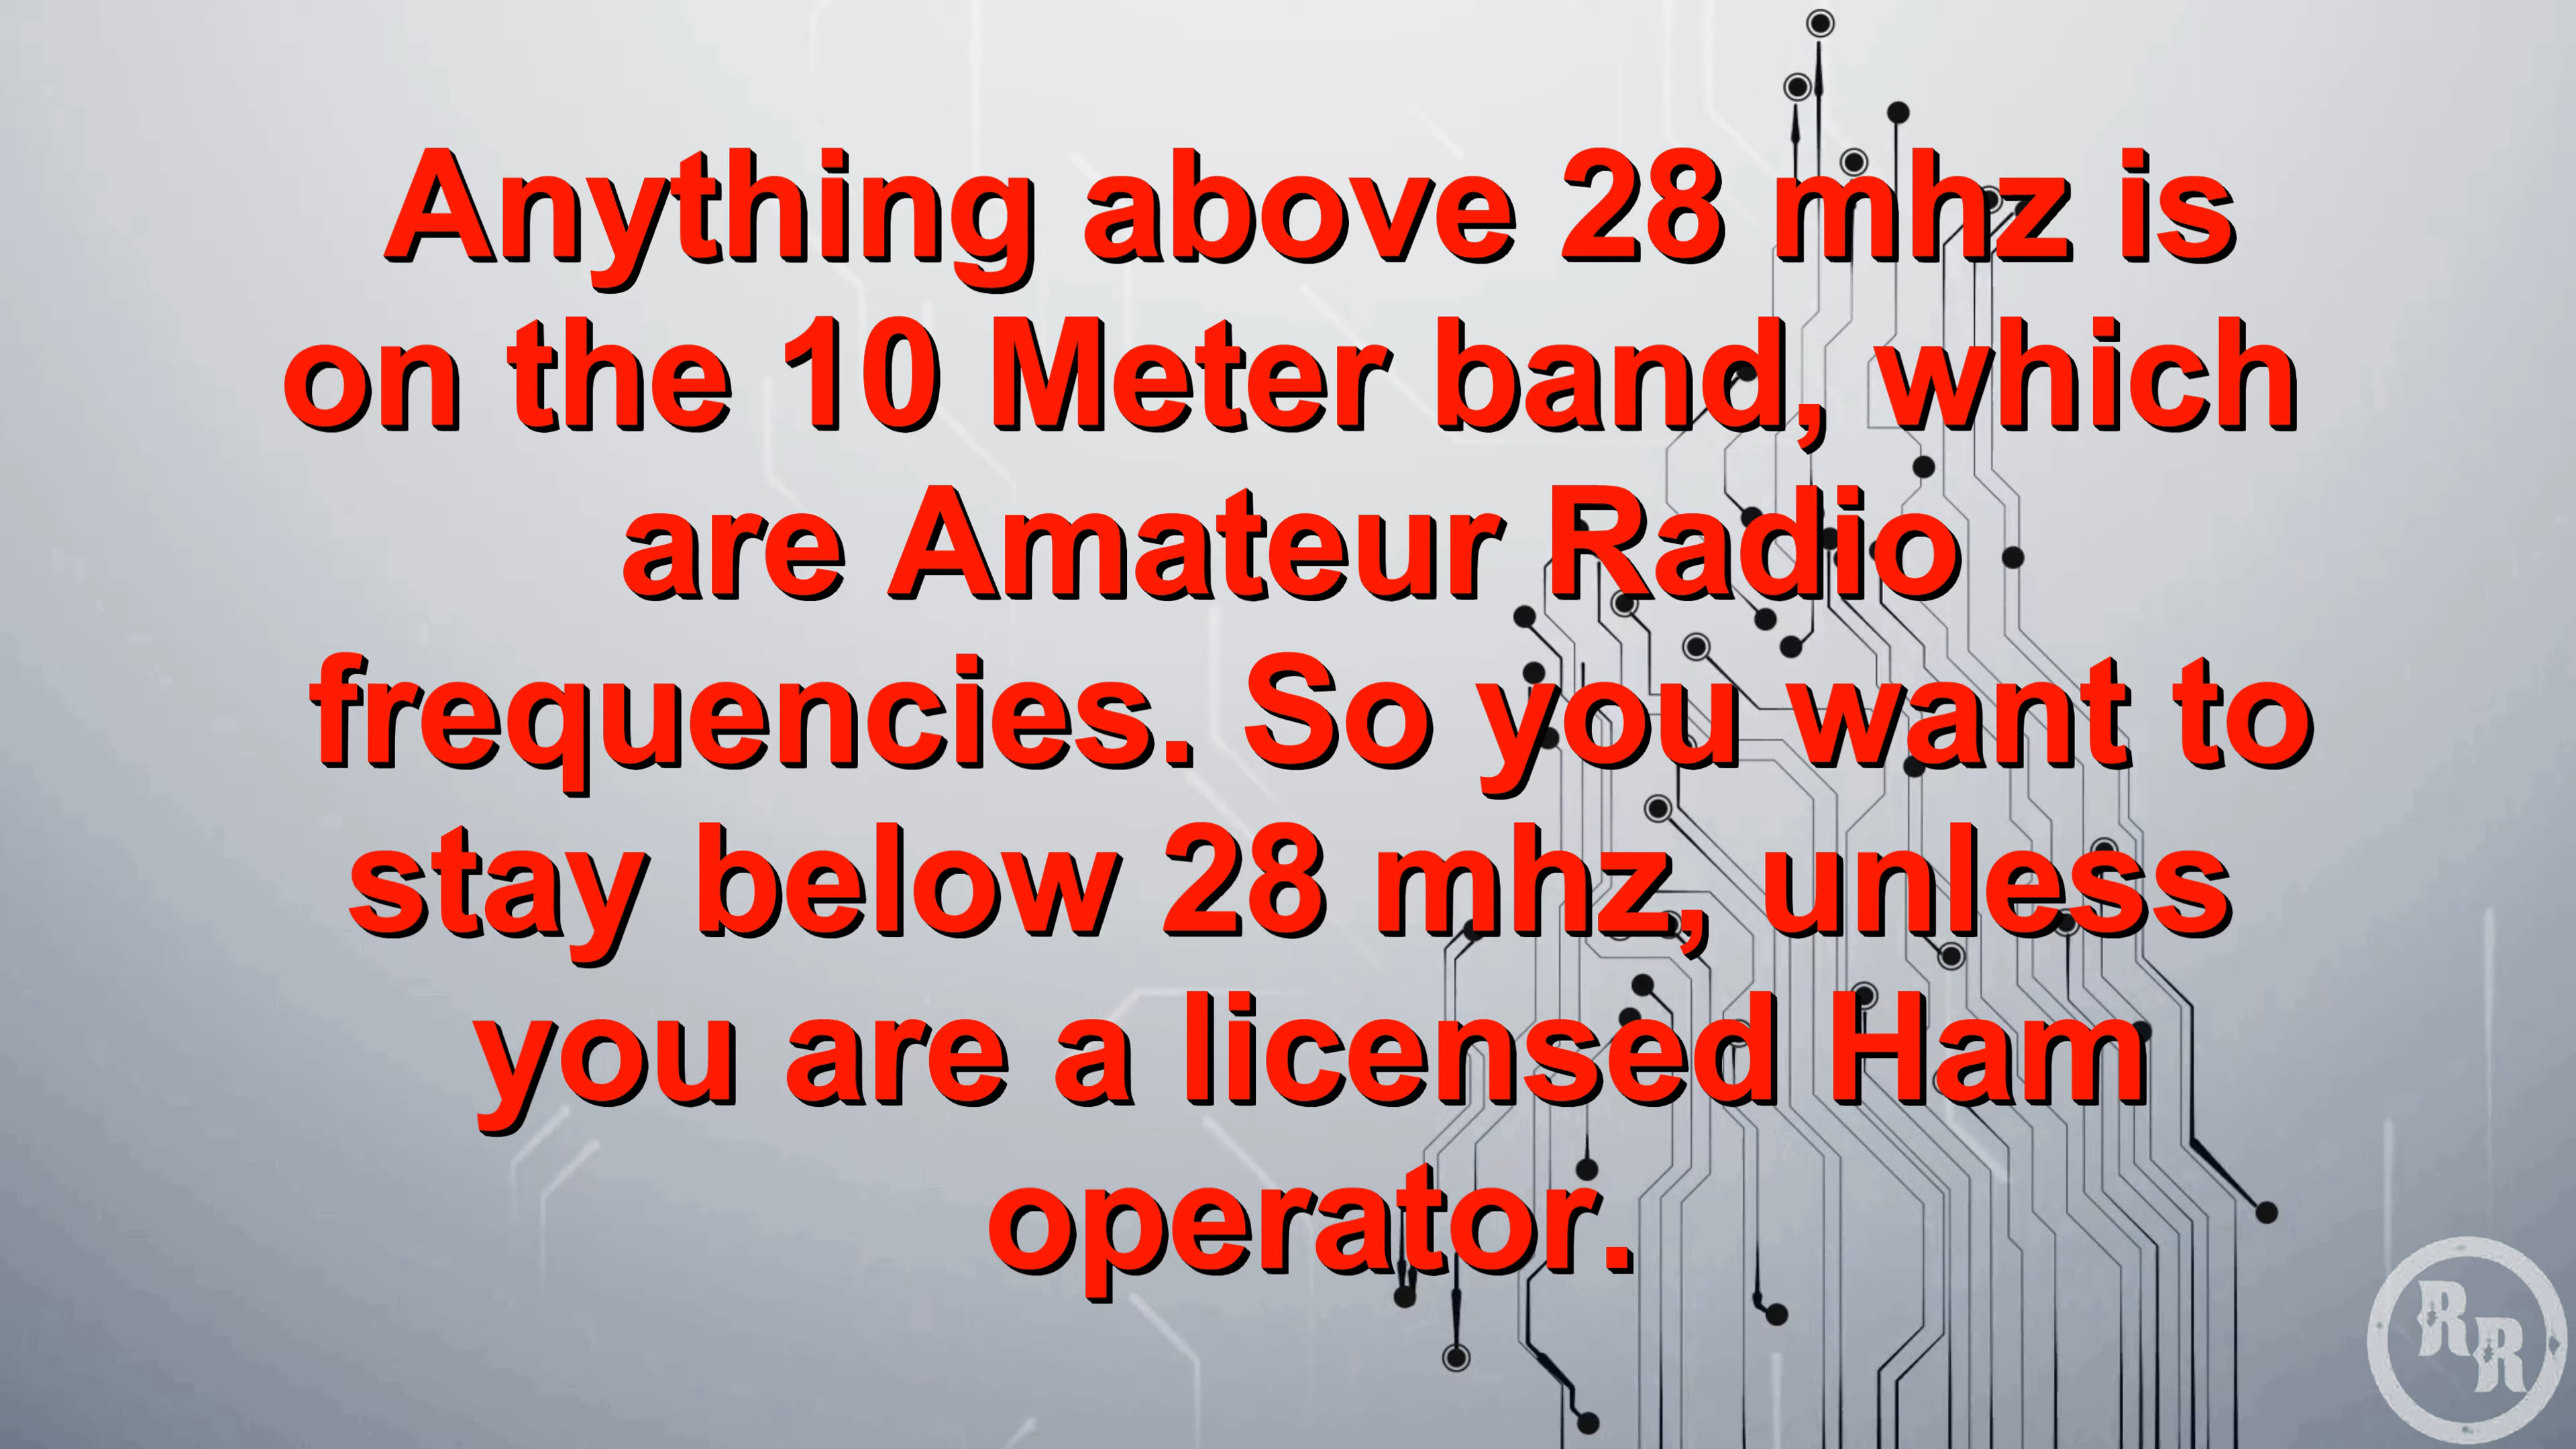 Anything above 28 mhz is
on the 10 Meter band, which
are Amateur Radio
frequencies. So you want to
stay below 28 mhz, unless
you are a licensed Ham
operator.
RR